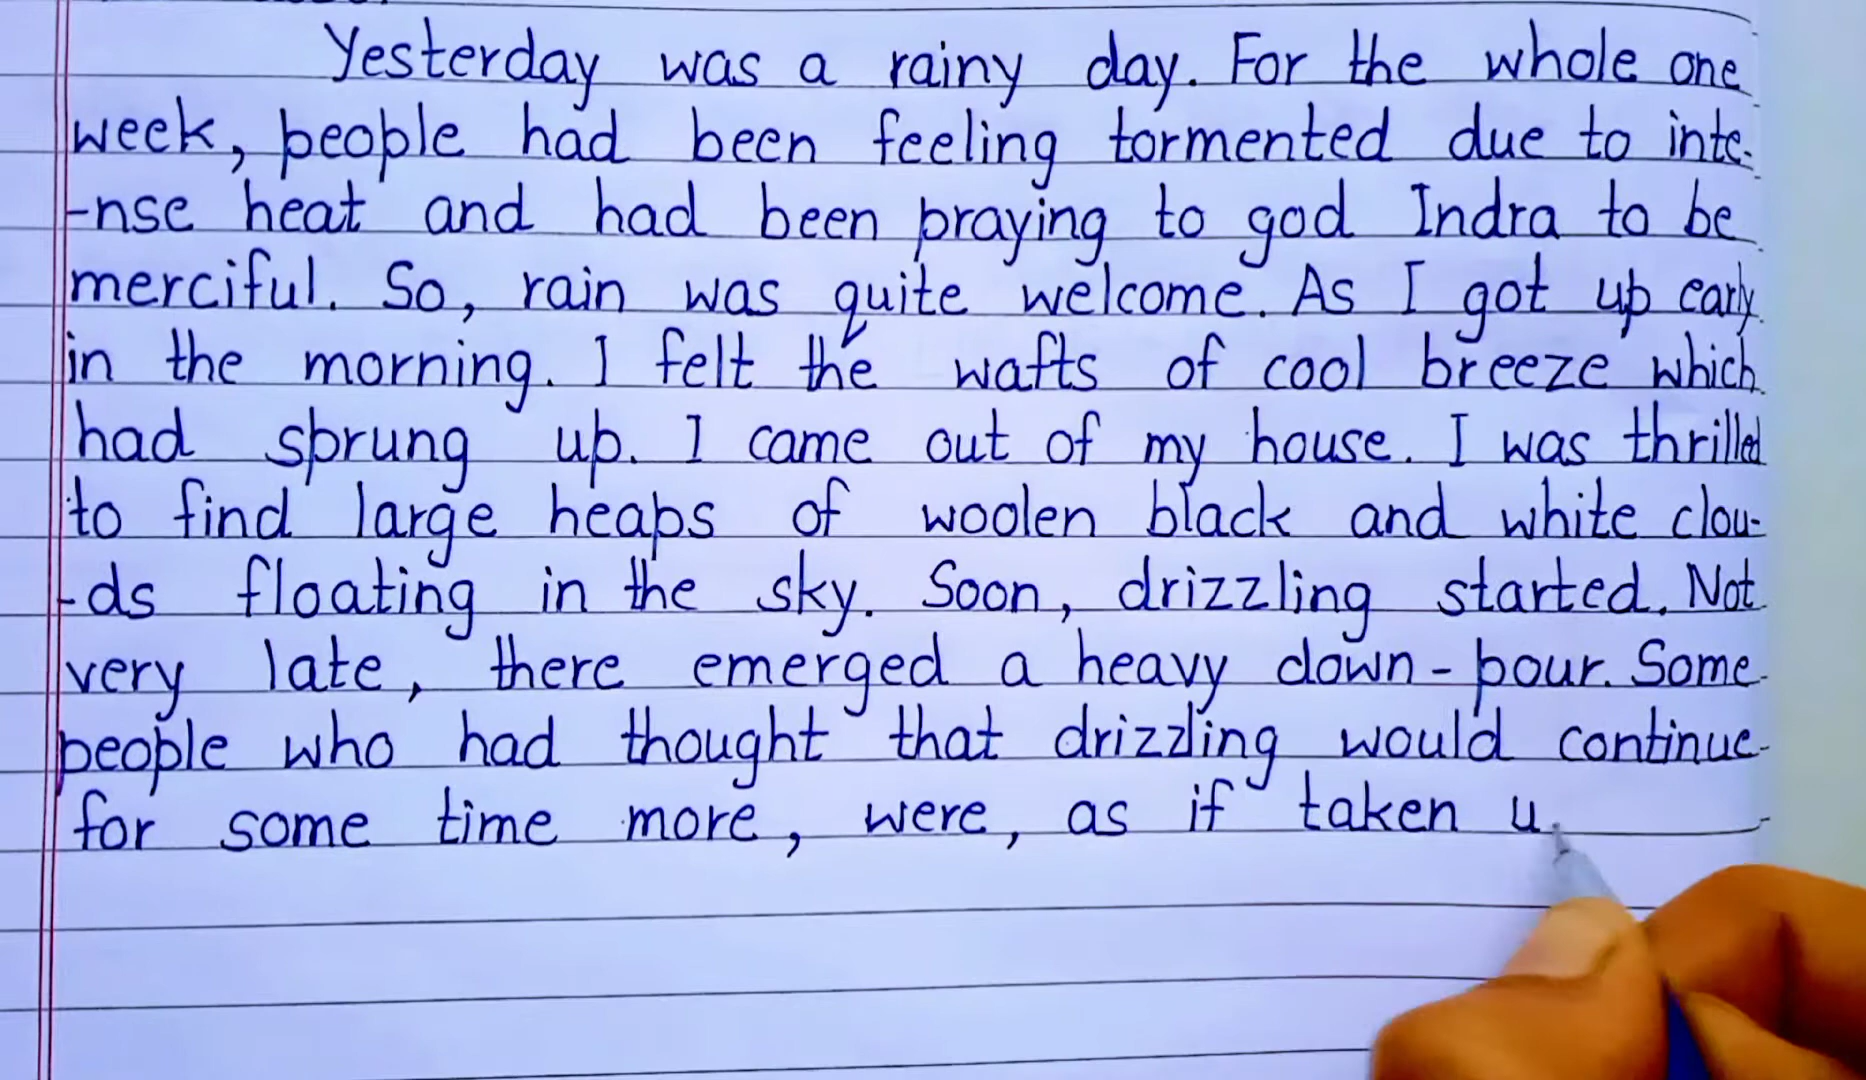 Yesterday was a rainy day. For the whole one
week, people had been feeling tormented due to inte-
-nse heat and had been praying to god Indra to be
merciful. So, rain was quite welcome. As I got up early
in the morning. I felt the wafts of cool breeze which
had sprung up. I came out of my house. I was thrilled
to find large heaps of woolen black and white clou-
-ds floating in the sky. Soon, drizzling started. Not
very late, there emerged a heavy down-pour. Some
people who had thought that drizzling would continue
for some time more, were, as if taken u